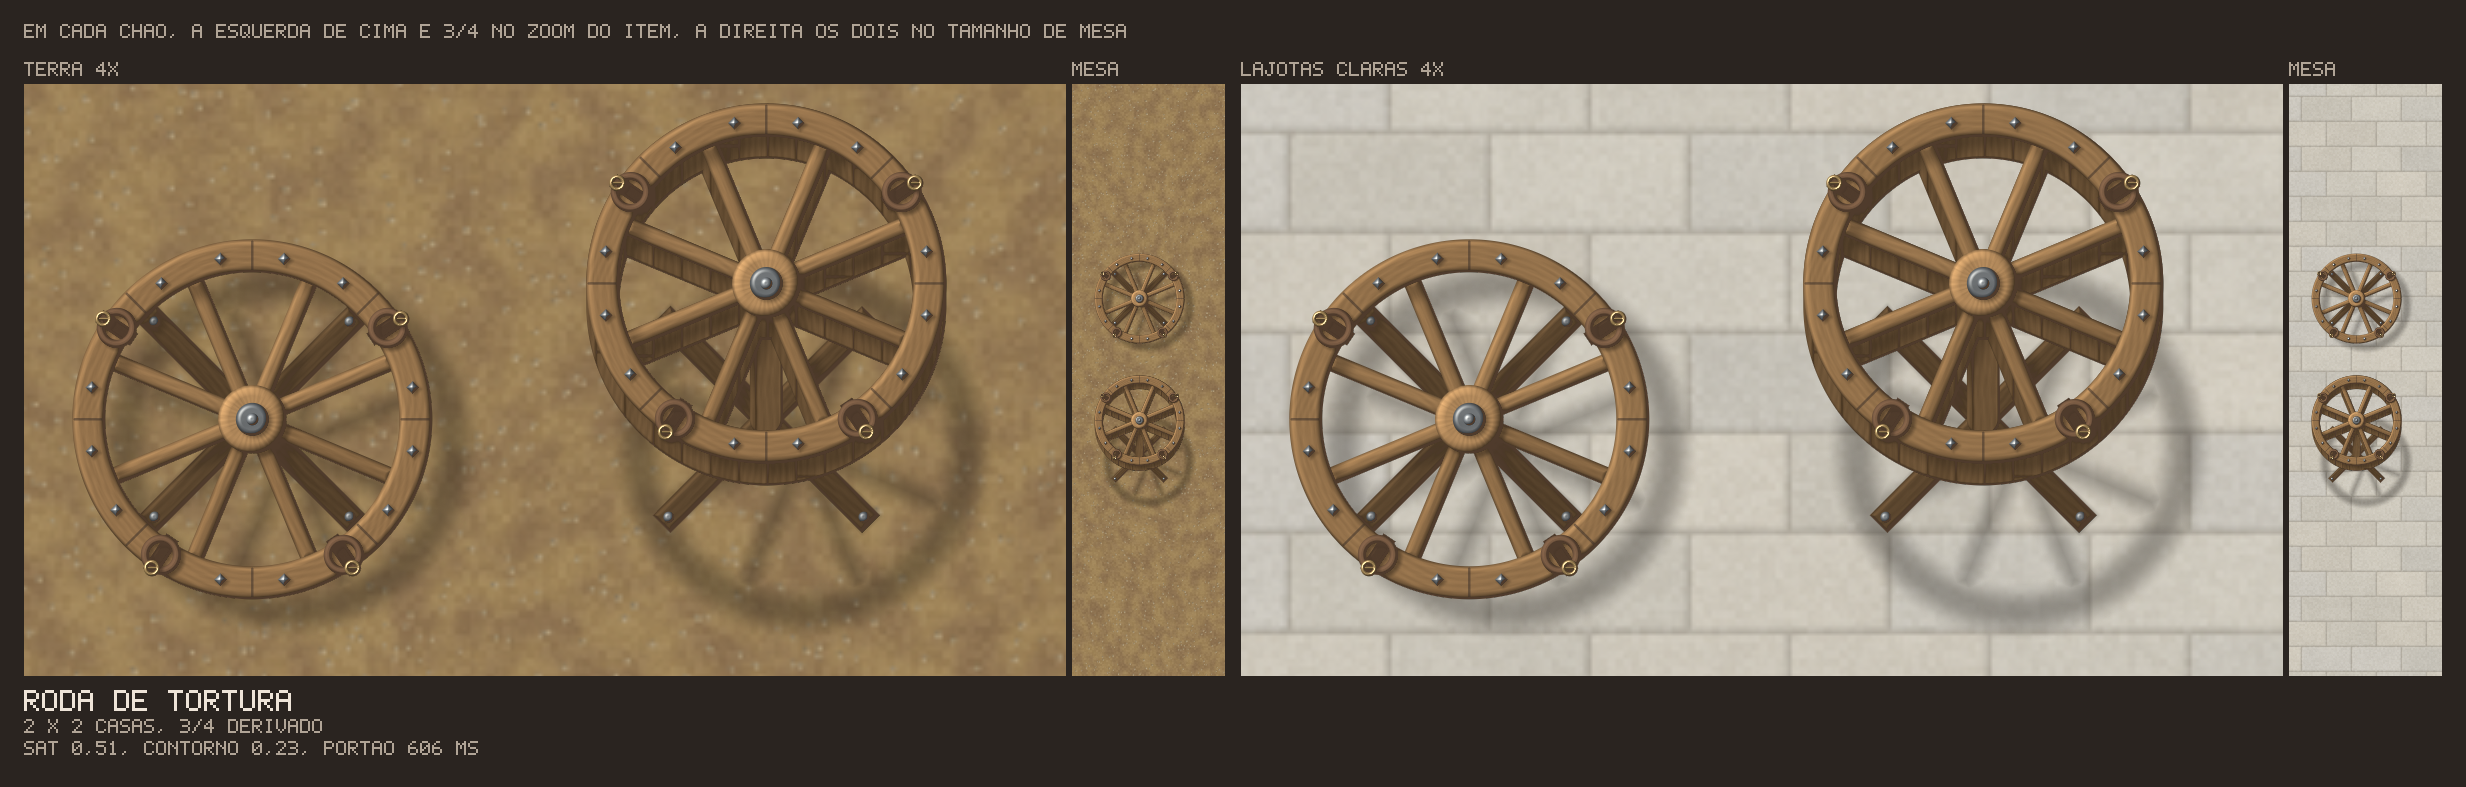 EM CADA CHAO, A ESQUERDA DE CIMA E 3/4 NO ZOOM DO ITEM, A DIREITA OS DOIS NO TAMANHO DE MESA
TERRA 4X
MESA
LAJOTAS CLARAS 4X
MESA
RODA DE TORTURA
2 X 2 CASAS, 3/4 DERIVADO
SAT 0,51, CONTORNO 0,23, PORTAO 606 MS